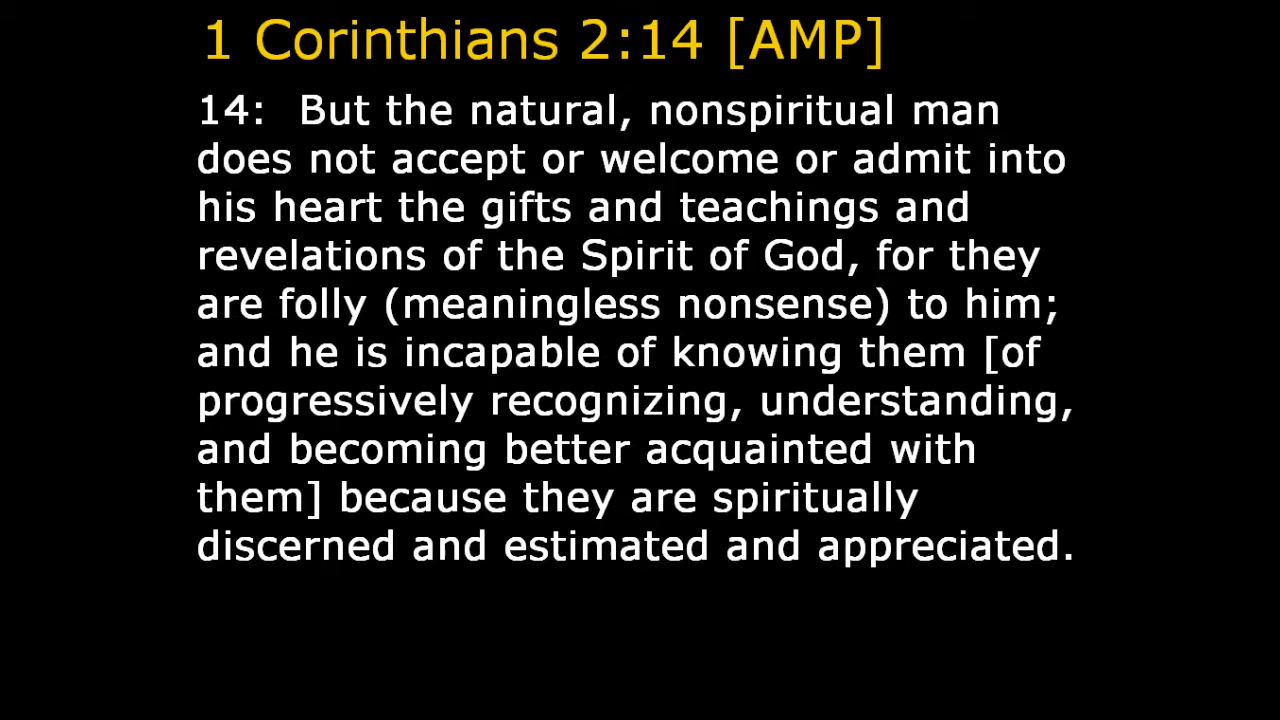 1 Corinthians 2:14 [AMP]
14:  But the natural, nonspiritual man
does not accept or welcome or admit into
his heart the gifts and teachings and
revelations of the Spirit of God, for they
are folly (meaningless nonsense) to him;
and he is incapable of knowing them [of
progressively recognizing, understanding,
and becoming better acquainted with
them] because they are spiritually
discerned and estimated and appreciated.